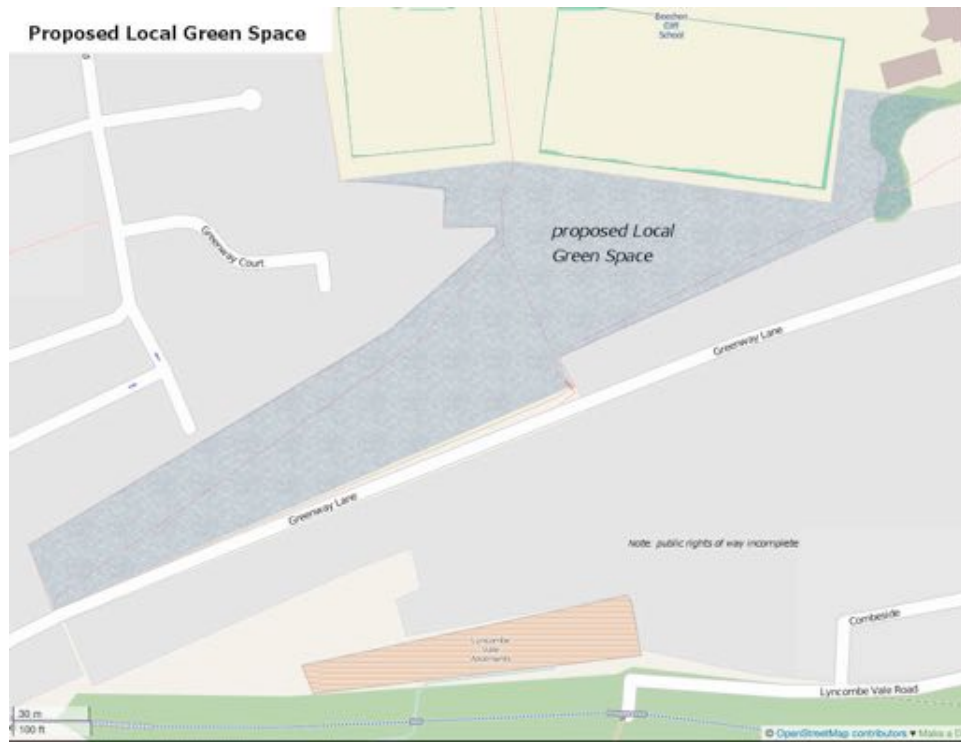 Proposed Local Green Space
Beechen
Cliff
School
proposed Local
Green Space
Greenway Court
Greenway Lane
Greenway Lane
Note: public rights of way incomplete
Combeside
Lyncombe
Vale
Allotments
Lyncombe Vale Road
30 m
100 ft
© OpenStreetMap contributors ♥ Make a D